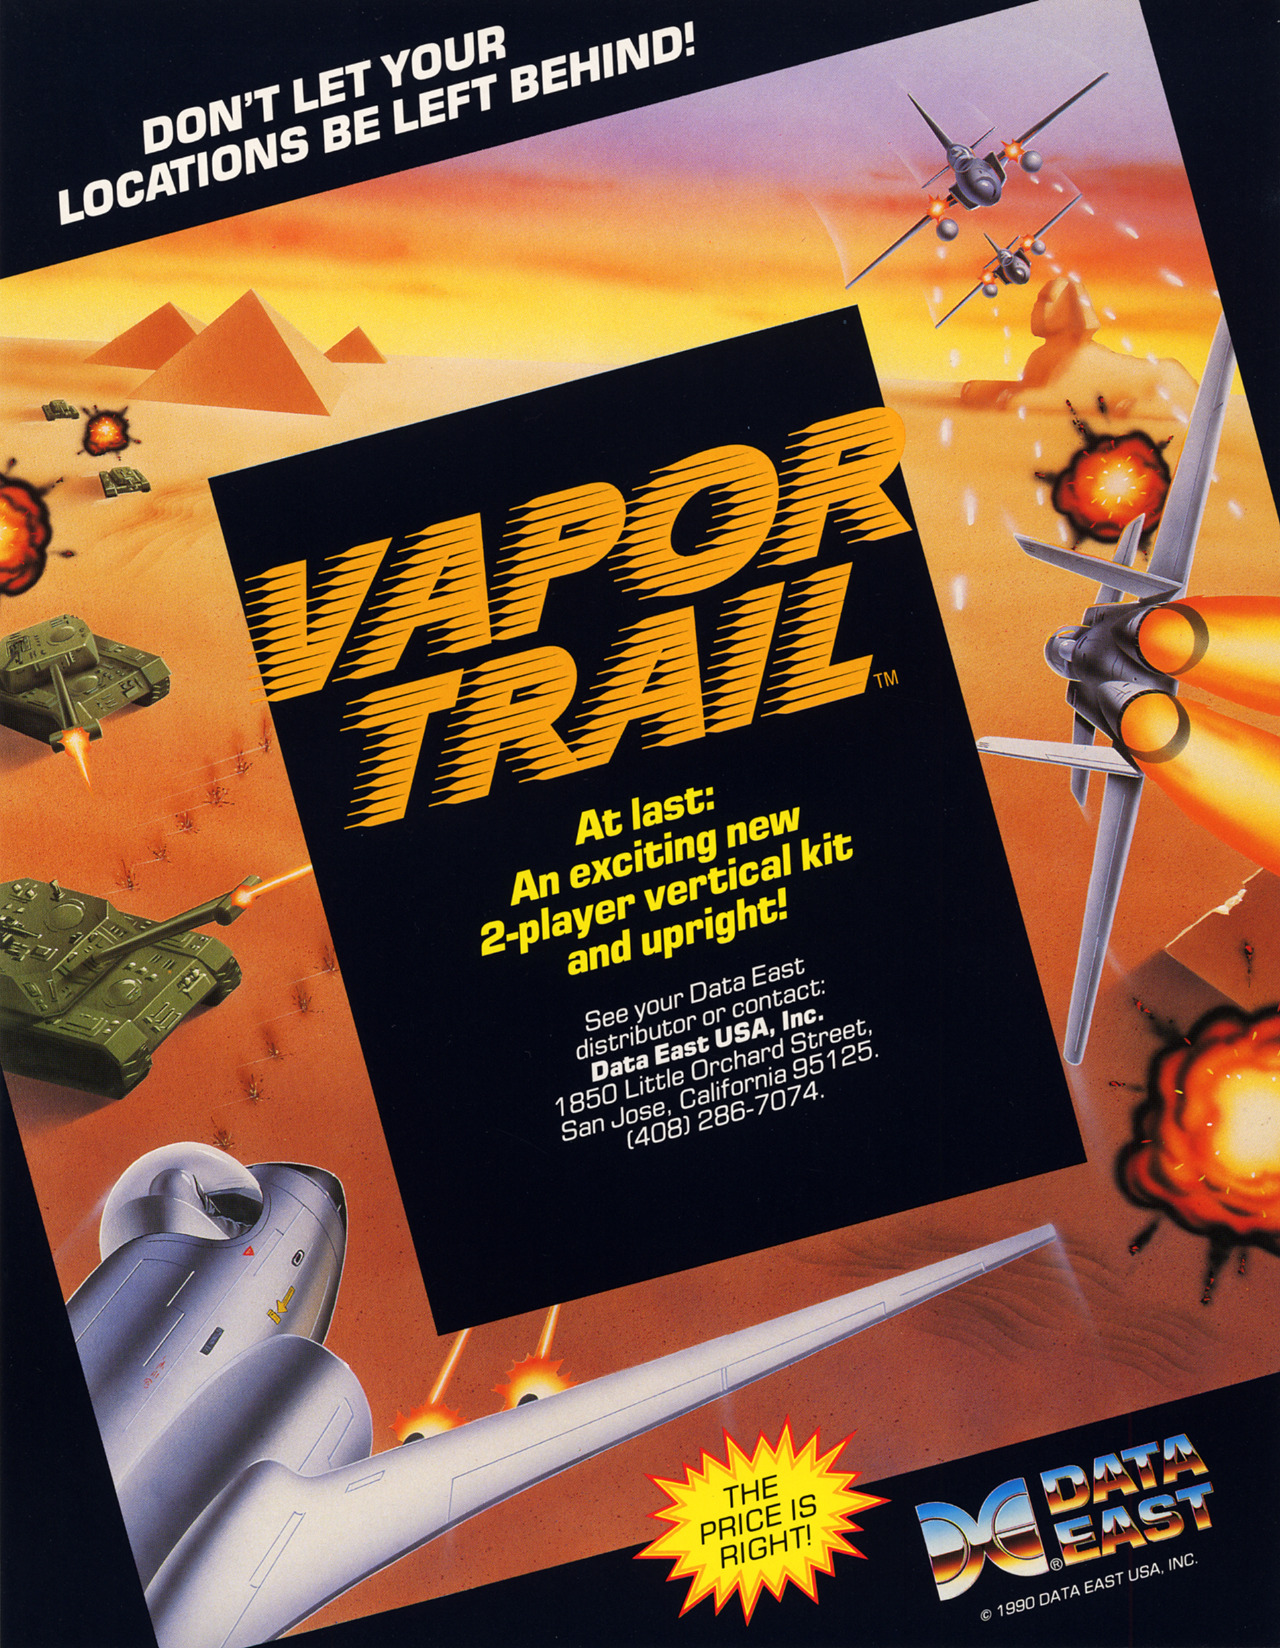 DON'T LET YOUR
LOCATIONS BE LEFT BEHIND!
VAPOR
TRAIL™
At last:
An exciting new
2-player vertical kit
and upright!
See your Data East
distributor or contact:
Data East USA, Inc.
1850 Little Orchard Street,
San Jose, California 95125.
(408) 286-7074.
THE
PRICE IS
RIGHT!
DATA
EAST®
© 1990 DATA EAST USA, INC.